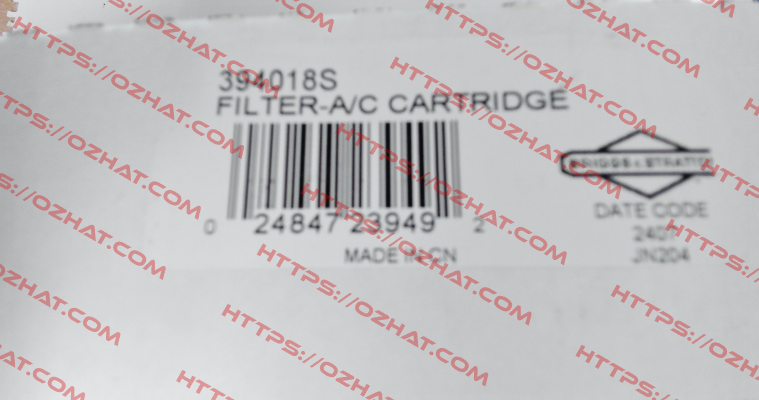 394018S
FILTER-A/C CARTRIDGE
0 24847 23949 2
MADE IN CN
BRIGGS & STRATTON
DATE CODE
2407
JN204
HTTPS://OZHAT.COM